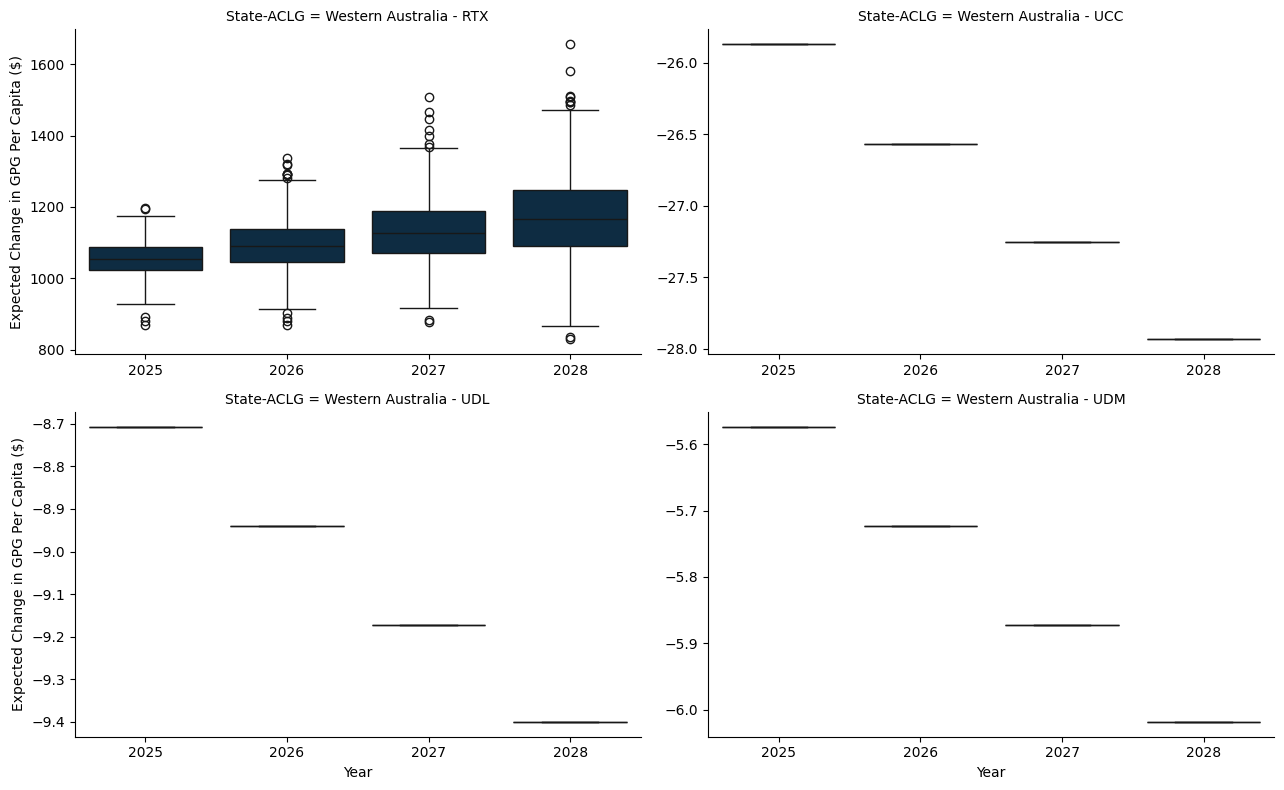 State-ACLG = Western Australia - RTX
Expected Change in GPG Per Capita ($)
1600
1400
1200
1000
800
2025 2026 2027 2028
State-ACLG = Western Australia - UCC
−26.0
−26.5
−27.0
−27.5
−28.0
2025 2026 2027 2028
State-ACLG = Western Australia - UDL
Expected Change in GPG Per Capita ($)
−8.7
−8.8
−8.9
−9.0
−9.1
−9.2
−9.3
−9.4
2025 2026 2027 2028
Year
State-ACLG = Western Australia - UDM
−5.6
−5.7
−5.8
−5.9
−6.0
2025 2026 2027 2028
Year